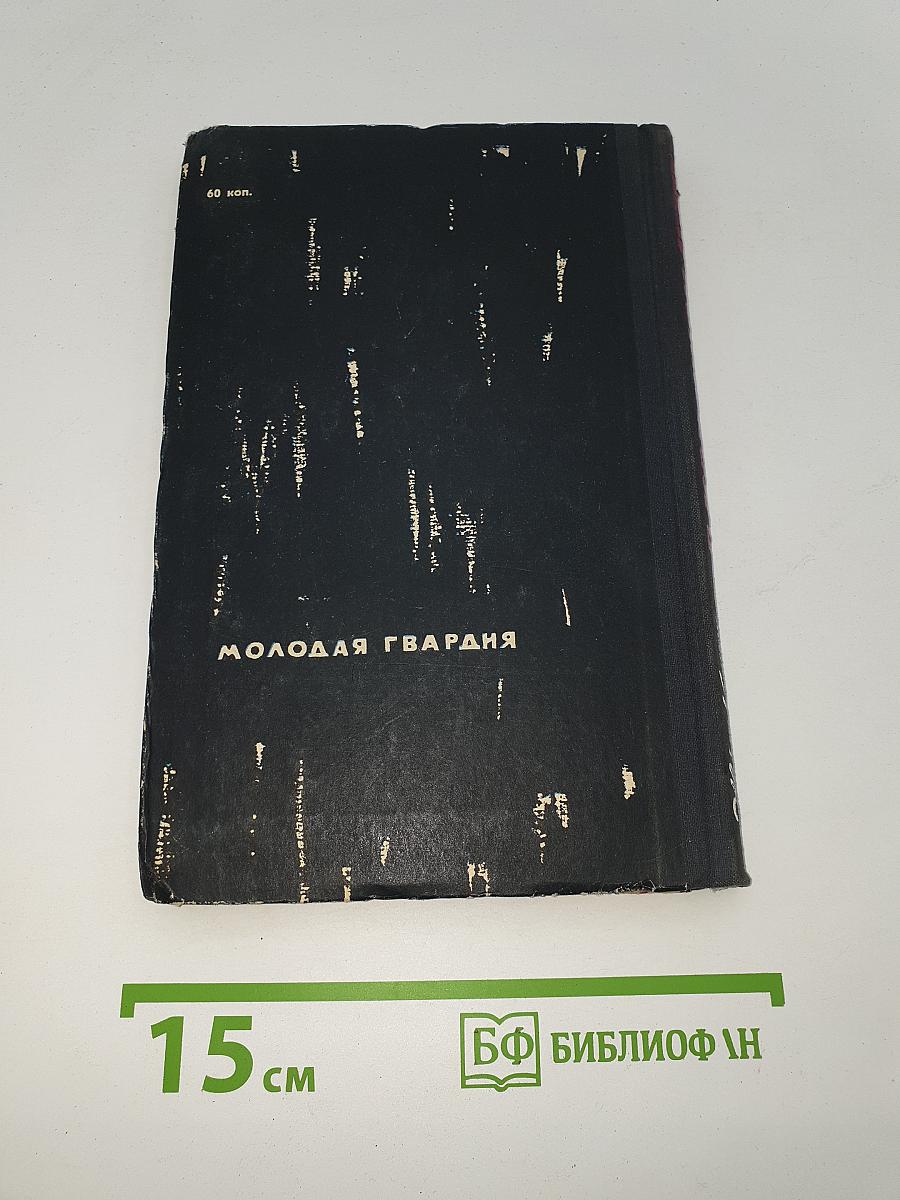 60 коп.
МОЛОДАЯ ГВАРДИЯ
15 см
БФ БИБЛИОФ\Н